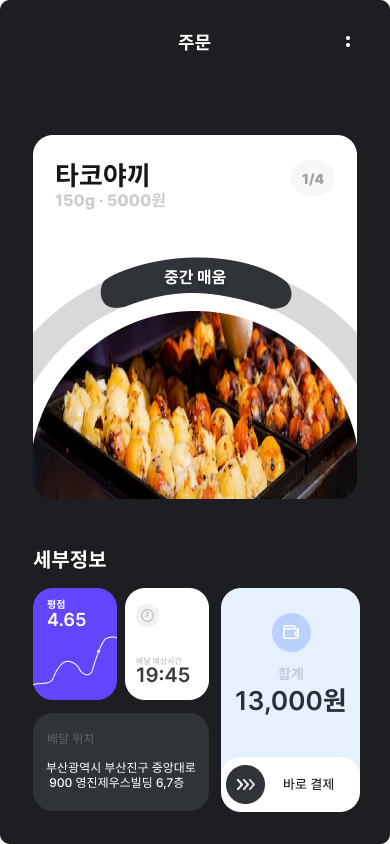 주문
타코야끼
1/4
150g · 5000원
중간 매움
세부정보
평점
4.65
배달 예상시간
19:45
합계
13,000원
배달 위치
부산광역시 부산진구 중앙대로
900 영진제우스빌딩 6,7층
바로 결제